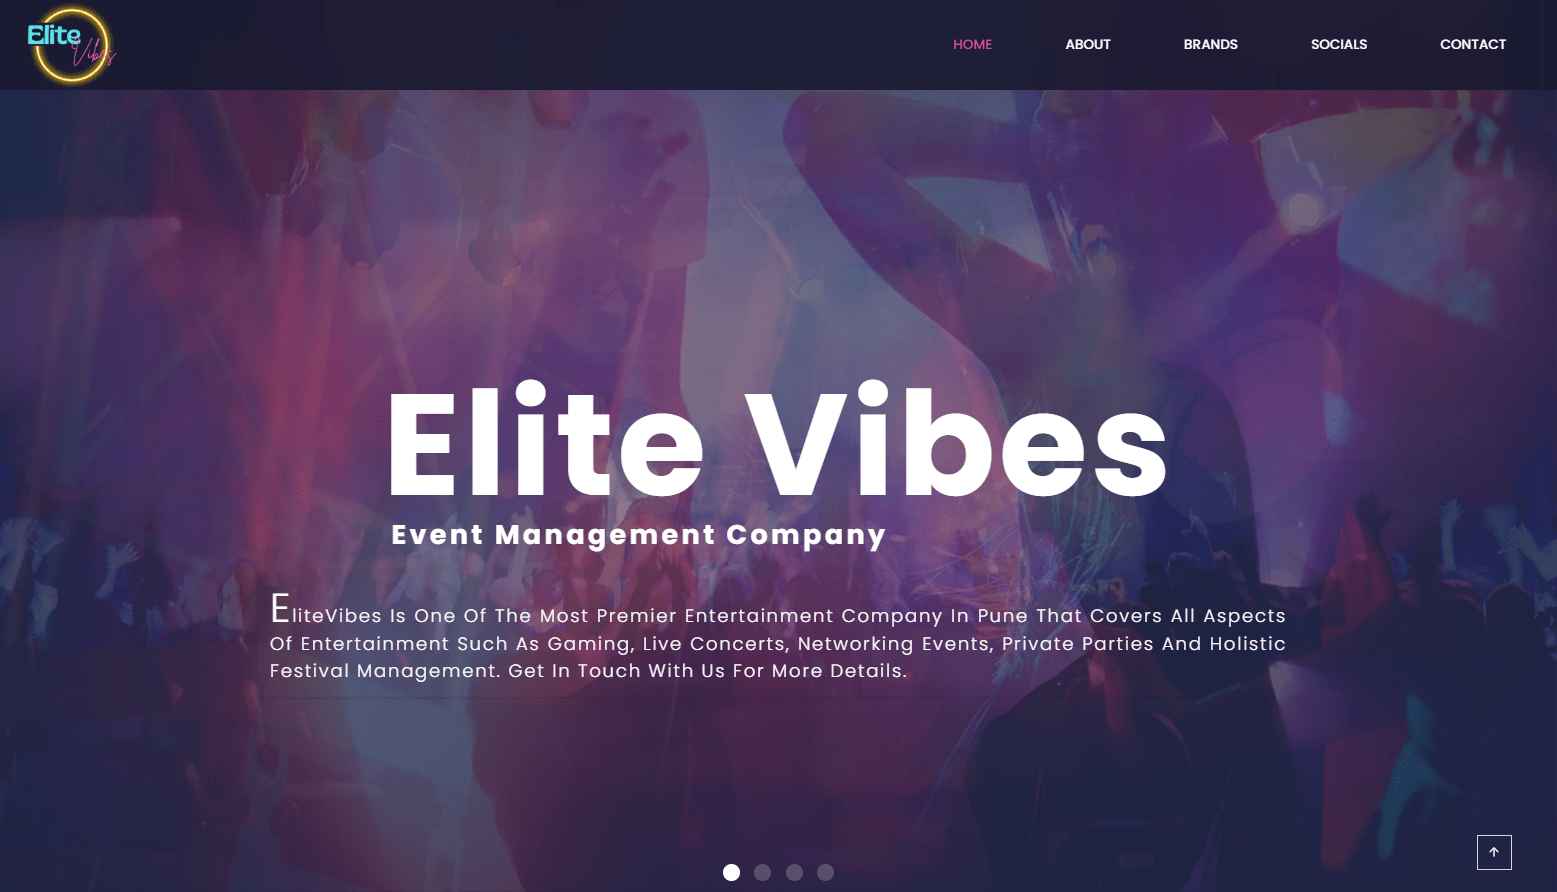 Elite
Vibes
HOME ABOUT BRANDS SOCIALS CONTACT
Elite Vibes
Event Management Company
EliteVibes Is One Of The Most Premier Entertainment Company In Pune That Covers All Aspects
Of Entertainment Such As Gaming, Live Concerts, Networking Events, Private Parties And Holistic
Festival Management. Get In Touch With Us For More Details.